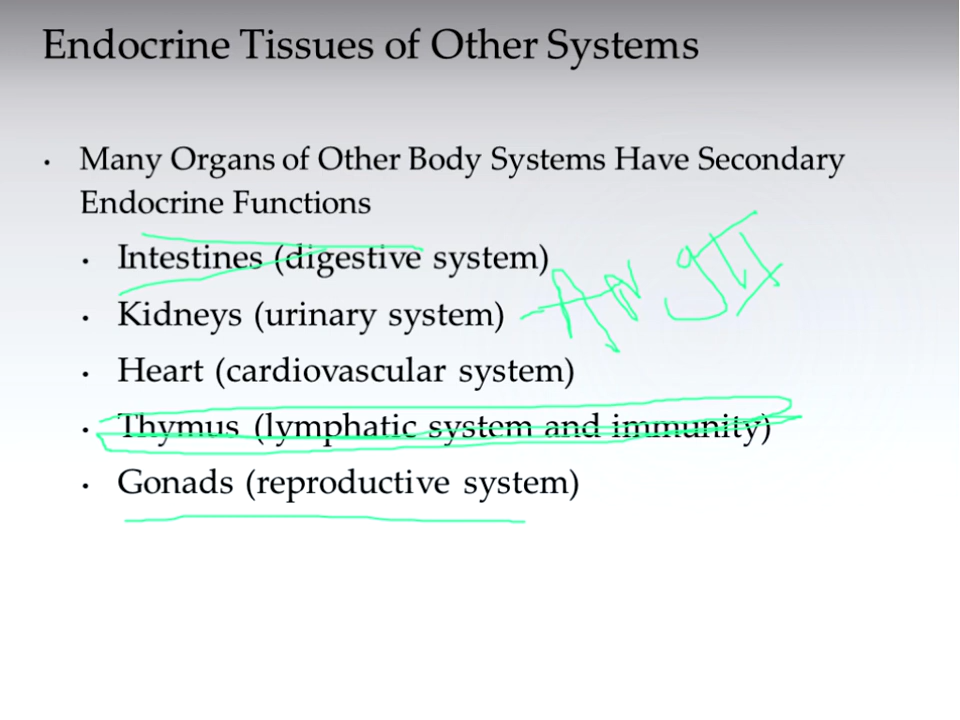 Endocrine Tissues of Other Systems
• Many Organs of Other Body Systems Have Secondary
Endocrine Functions
• Intestines (digestive system)
• Kidneys (urinary system)
• Heart (cardiovascular system)
• Thymus (lymphatic system and immunity)
• Gonads (reproductive system)